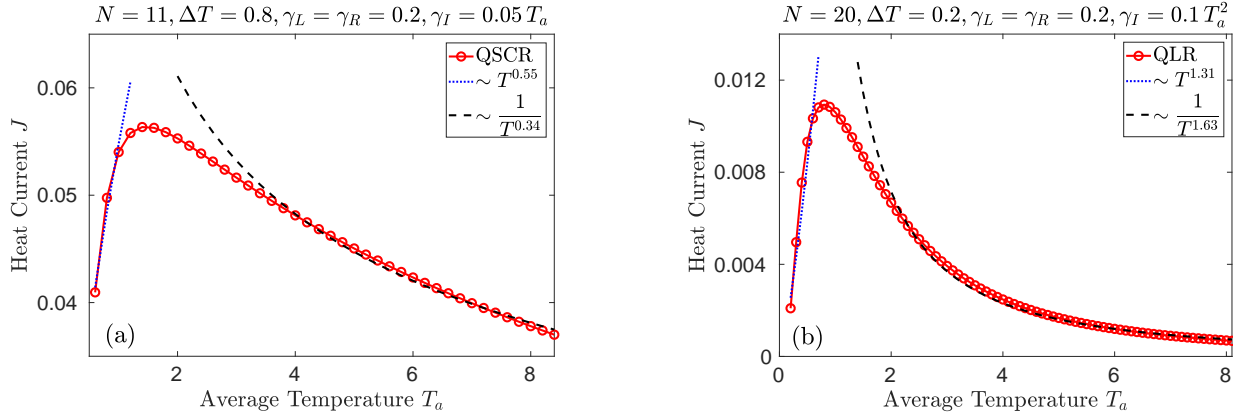 N = 11, ΔT = 0.8, γ_L = γ_R = 0.2, γ_I = 0.05 T_a
Heat Current J
0.06
0.05
0.04
QSCR
~ T^0.55
~ 1/T^0.34
(a)
2 4 6 8
Average Temperature T_a
N = 20, ΔT = 0.2, γ_L = γ_R = 0.2, γ_I = 0.1 T_a^2
Heat Current J
0.012
0.008
0.004
0
QLR
~ T^1.31
~ 1/T^1.63
(b)
0 2 4 6 8
Average Temperature T_a